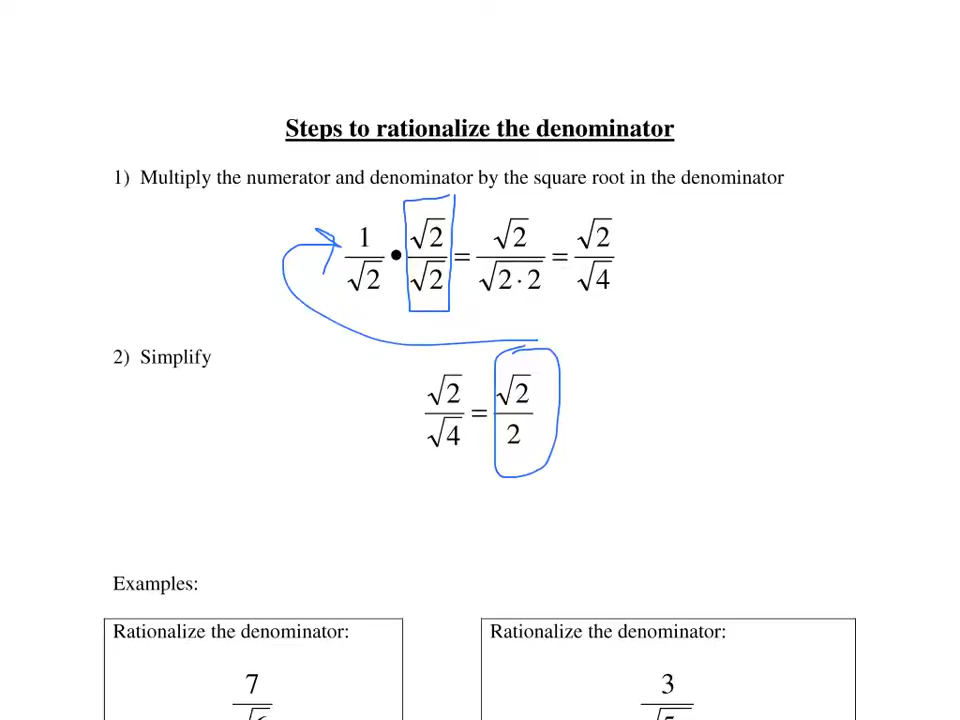 Steps to rationalize the denominator
1) Multiply the numerator and denominator by the square root in the denominator
1/√2 • √2/√2 = √2/√(2·2) = √2/√4
2) Simplify
√2/√4 = √2/2
Examples:
Rationalize the denominator: Rationalize the denominator:
7 3